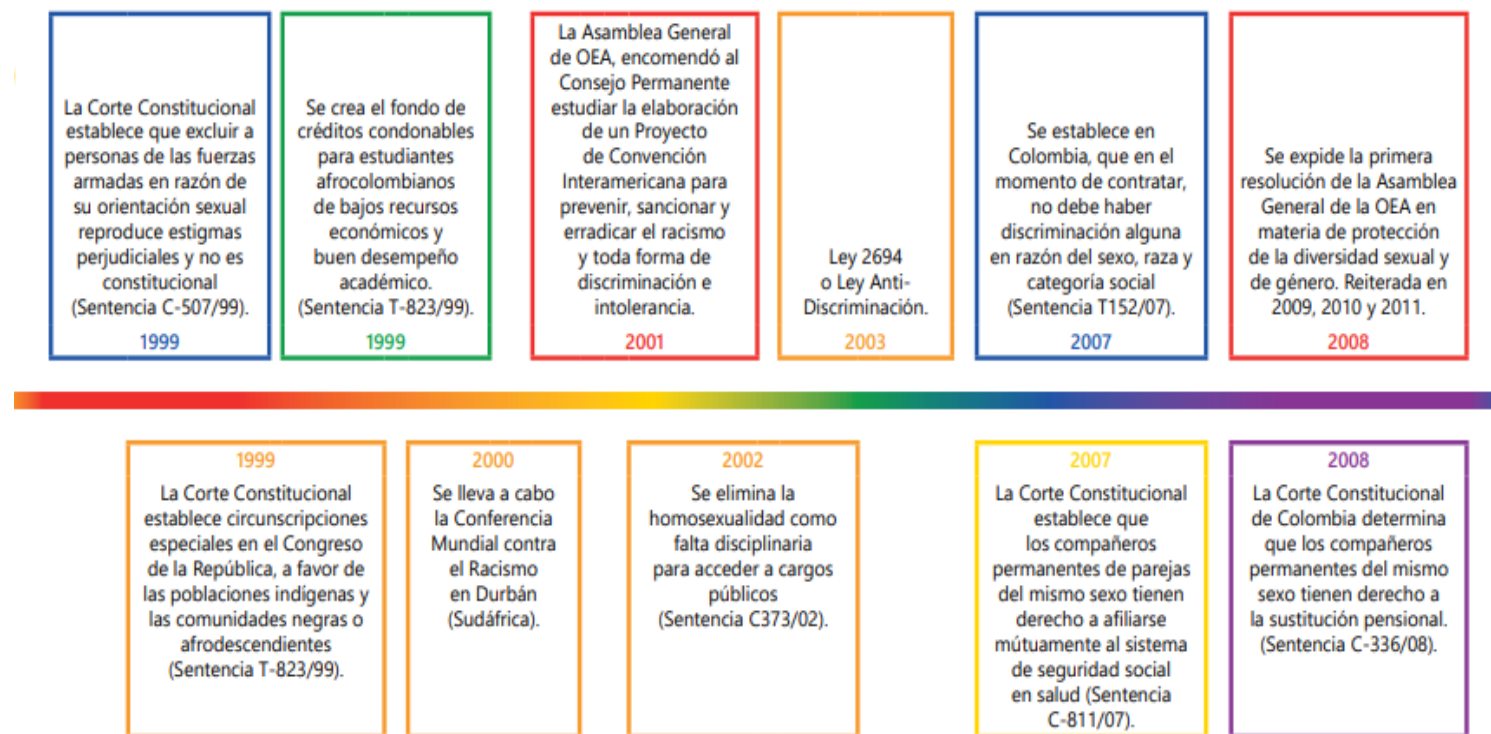 La Corte Constitucional
establece que excluir a
personas de las fuerzas
armadas en razón de
su orientación sexual
reproduce estigmas
perjudiciales y no es
constitucional
(Sentencia C-507/99).
1999
Se crea el fondo de
créditos condonables
para estudiantes
afrocolombianos
de bajos recursos
económicos y
buen desempeño
académico.
(Sentencia T-823/99).
1999
La Asamblea General
de OEA, encomendó al
Consejo Permanente
estudiar la elaboración
de un Proyecto
de Convención
Interamericana para
prevenir, sancionar y
erradicar el racismo
y toda forma de
discriminación e
intolerancia.
2001
Ley 2694
o Ley Anti-
Discriminación.
2003
Se establece en
Colombia, que en el
momento de contratar,
no debe haber
discriminación alguna
en razón del sexo, raza y
categoría social
(Sentencia T152/07).
2007
Se expide la primera
resolución de la Asamblea
General de la OEA en
materia de protección
de la diversidad sexual y
de género. Reiterada en
2009, 2010 y 2011.
2008
1999
La Corte Constitucional
establece circunscripciones
especiales en el Congreso
de la República, a favor de
las poblaciones indígenas y
las comunidades negras o
afrodescendientes
(Sentencia T-823/99).
2000
Se lleva a cabo
la Conferencia
Mundial contra
el Racismo
en Durbán
(Sudáfrica).
2002
Se elimina la
homosexualidad como
falta disciplinaria
para acceder a cargos
públicos
(Sentencia C373/02).
2007
La Corte Constitucional
establece que
los compañeros
permanentes de parejas
del mismo sexo tienen
derecho a afiliarse
mútuamente al sistema
de seguridad social
en salud (Sentencia
C-811/07).
2008
La Corte Constitucional
de Colombia determina
que los compañeros
permanentes del mismo
sexo tienen derecho a
la sustitución pensional.
(Sentencia C-336/08).